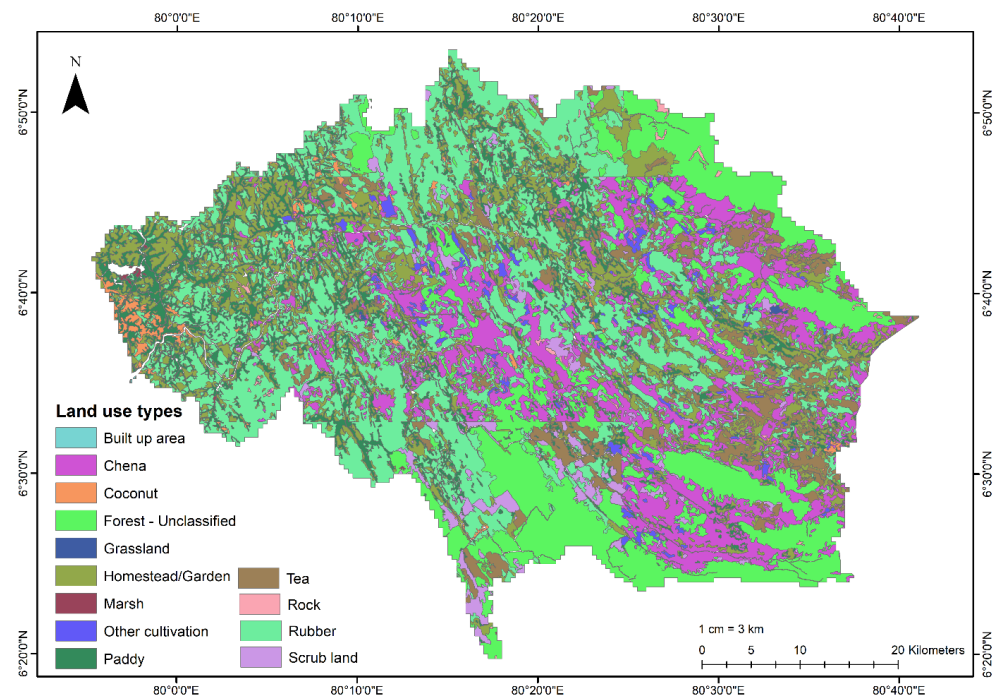 80°0'0"E 80°10'0"E 80°20'0"E 80°30'0"E 80°40'0"E
N
6°50'0"N 6°50'0"N
6°40'0"N 6°40'0"N
6°30'0"N 6°30'0"N
6°20'0"N 6°20'0"N
Land use types
Built up area
Chena
Coconut
Forest - Unclassified
Grassland
Homestead/Garden
Marsh
Other cultivation
Paddy
Tea
Rock
Rubber
Scrub land
1 cm = 3 km
0 5 10 20 Kilometers
80°0'0"E 80°10'0"E 80°20'0"E 80°30'0"E 80°40'0"E